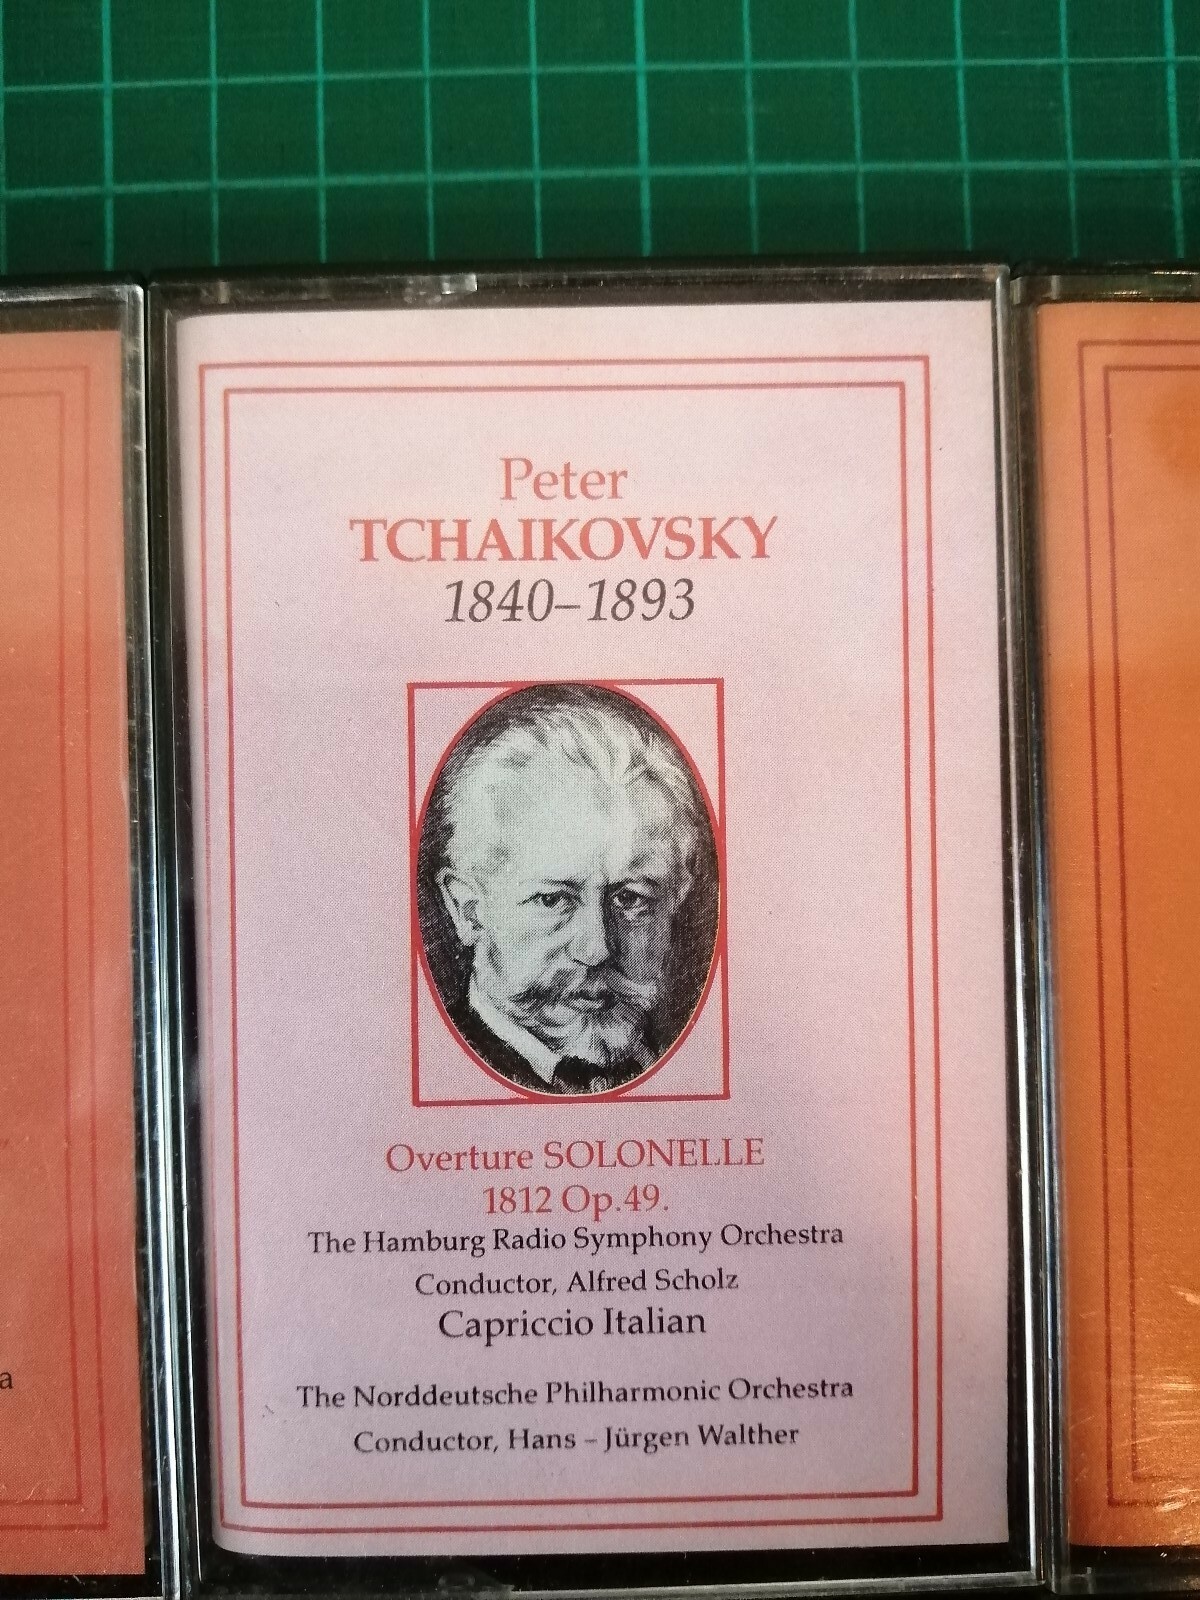 Peter
TCHAIKOVSKY
1840–1893
Overture SOLONELLE
1812 Op.49.
The Hamburg Radio Symphony Orchestra
Conductor, Alfred Scholz
Capriccio Italian
The Norddeutsche Philharmonic Orchestra
Conductor, Hans – Jürgen Walther
a